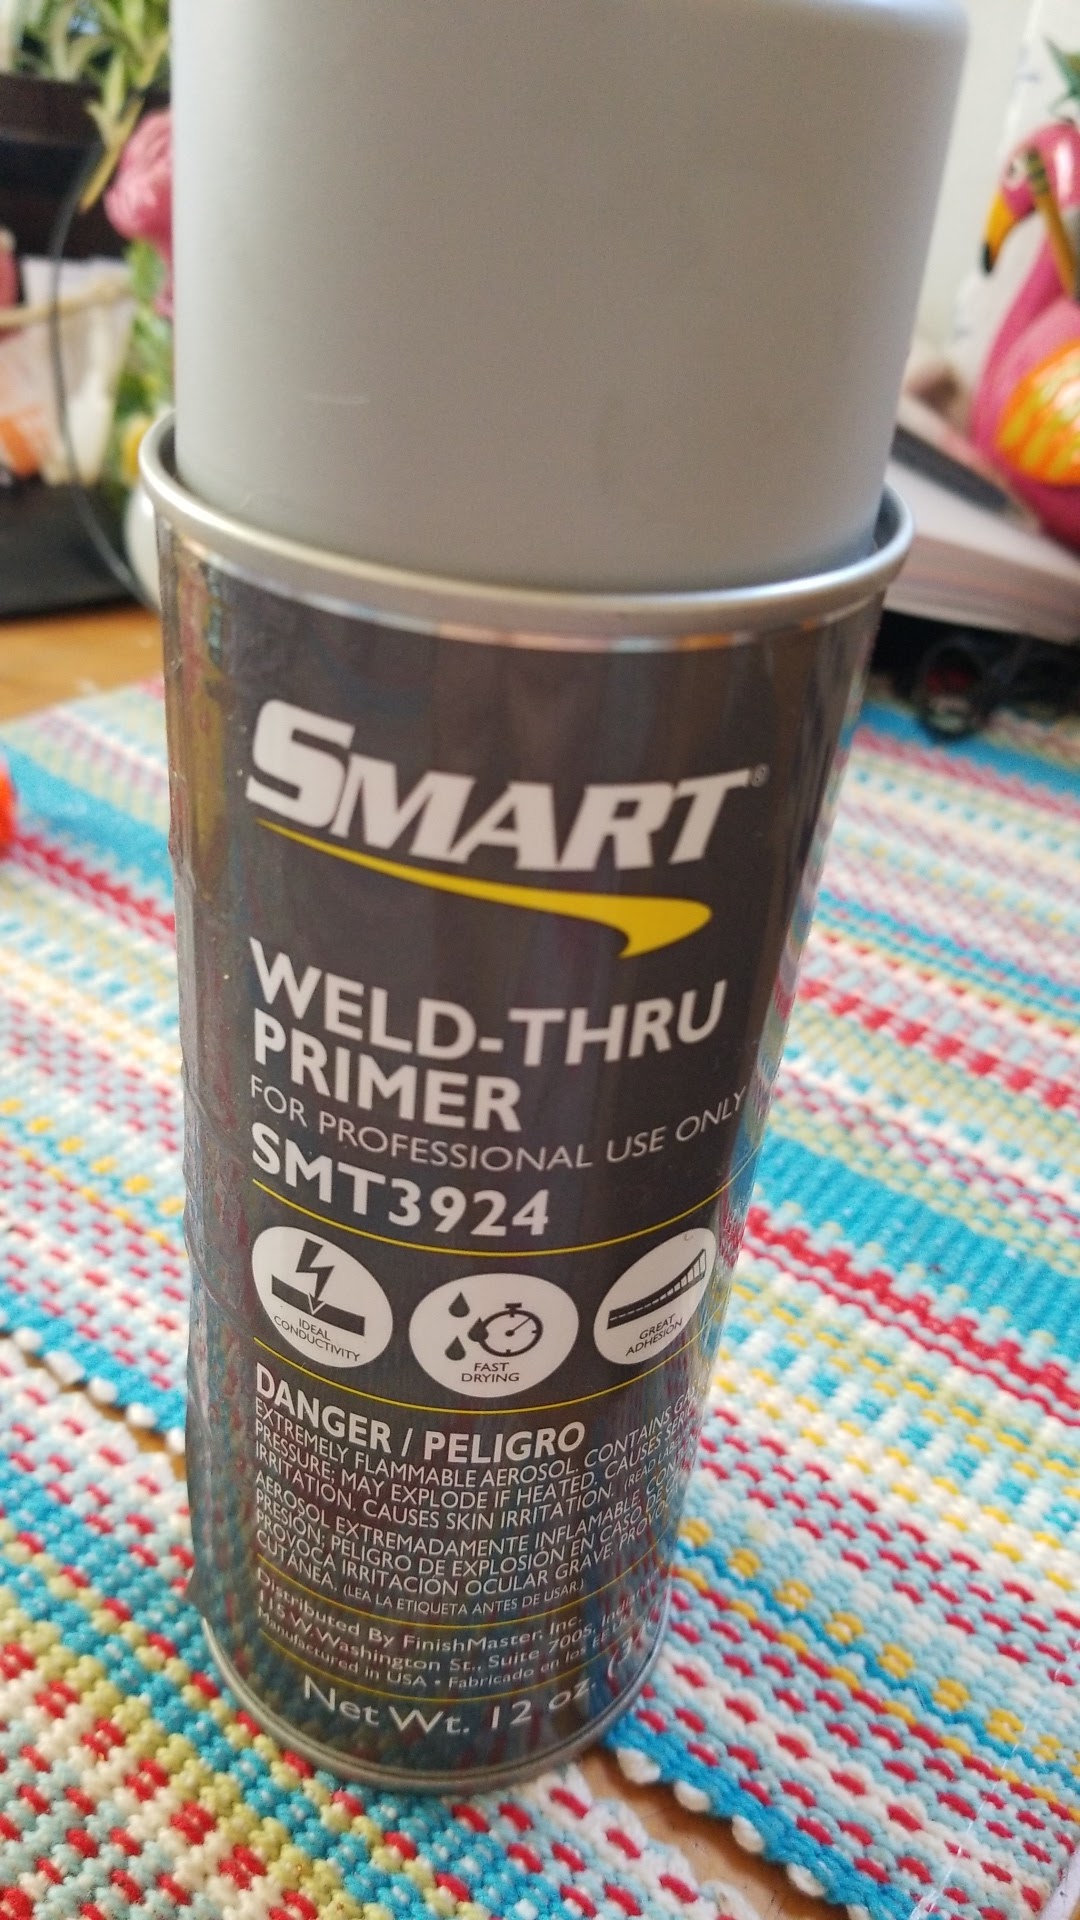 SMART®
WELD-THRU
PRIMER
FOR PROFESSIONAL USE ONLY
SMT3924
IDEAL
CONDUCTIVITY
FAST
DRYING
GREAT
ADHESION
DANGER / PELIGRO
EXTREMELY FLAMMABLE AEROSOL. CONTAINS
PRESSURE; MAY EXPLODE IF HEATED. CAUSES
IRRITATION. CAUSES SKIN IRRITATION. (READ
AEROSOL EXTREMADAMENTE INFLAMABLE.
PRESIÓN; PELIGRO DE EXPLOSIÓN EN CASO DE
PROVOCA IRRITACIÓN OCULAR GRAVE.
CUTÁNEA. (LEA LA ETIQUETA ANTES DE USAR.)
Distributed By FinishMaster, Inc.
115 W. Washington St., Suite 700S,
Manufactured in USA • Fabricado en los
Net Wt. 12 oz.